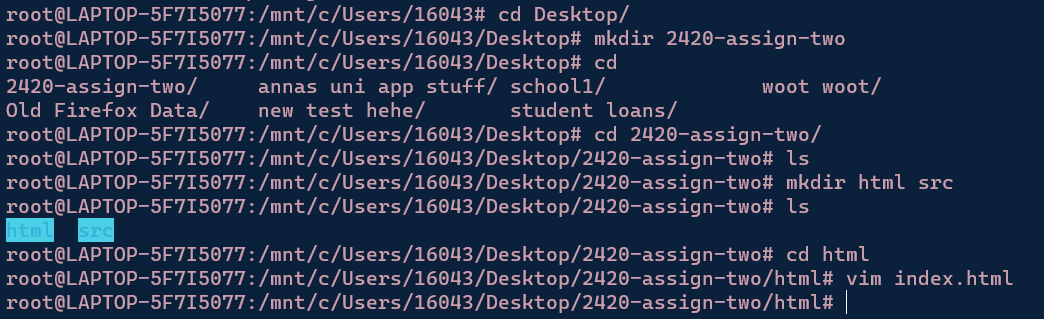 root@LAPTOP-5F7I5077:/mnt/c/Users/16043# cd Desktop/
root@LAPTOP-5F7I5077:/mnt/c/Users/16043/Desktop# mkdir 2420-assign-two
root@LAPTOP-5F7I5077:/mnt/c/Users/16043/Desktop# cd
2420-assign-two/     annas uni app stuff/ school1/             woot woot/
Old Firefox Data/    new test hehe/       student loans/
root@LAPTOP-5F7I5077:/mnt/c/Users/16043/Desktop# cd 2420-assign-two/
root@LAPTOP-5F7I5077:/mnt/c/Users/16043/Desktop/2420-assign-two# ls
root@LAPTOP-5F7I5077:/mnt/c/Users/16043/Desktop/2420-assign-two# mkdir html src
root@LAPTOP-5F7I5077:/mnt/c/Users/16043/Desktop/2420-assign-two# ls
html  src
root@LAPTOP-5F7I5077:/mnt/c/Users/16043/Desktop/2420-assign-two# cd html
root@LAPTOP-5F7I5077:/mnt/c/Users/16043/Desktop/2420-assign-two/html# vim index.html
root@LAPTOP-5F7I5077:/mnt/c/Users/16043/Desktop/2420-assign-two/html#